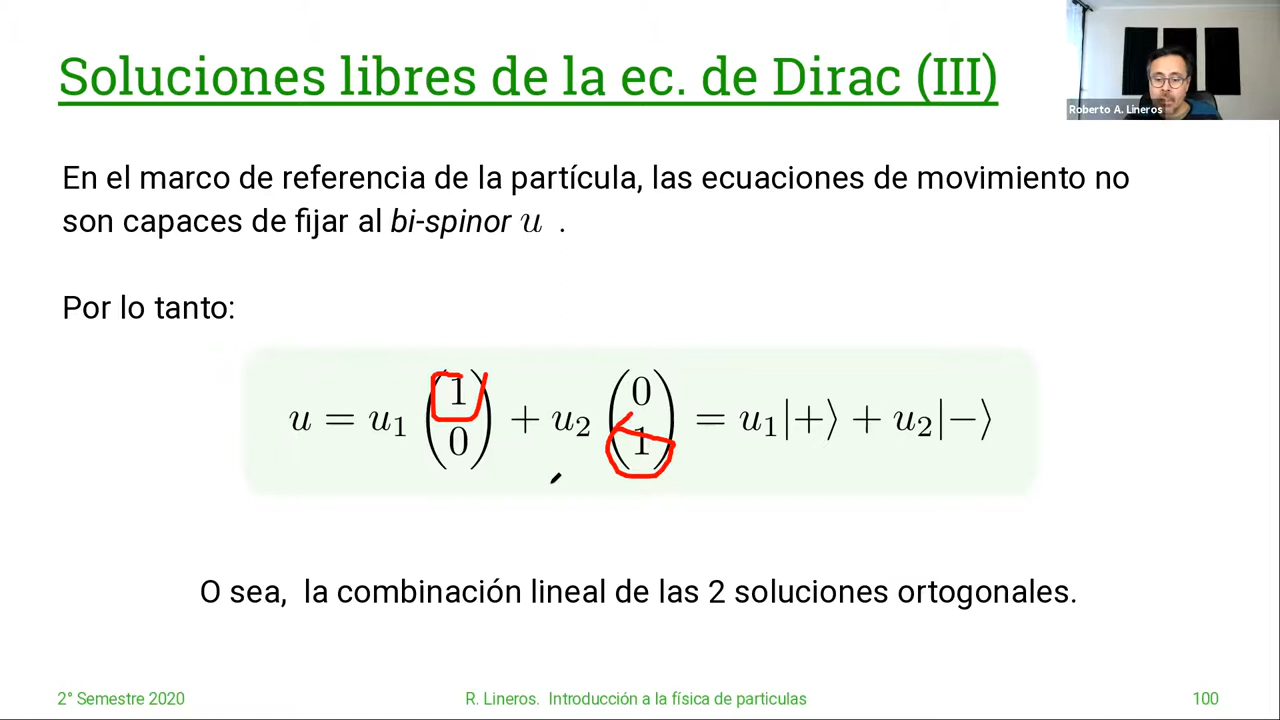 Soluciones libres de la ec. de Dirac (III)
Roberto A. Lineros
En el marco de referencia de la partícula, las ecuaciones de movimiento no
son capaces de fijar al bi-spinor u .
Por lo tanto:
u = u₁ (1 0) + u₂ (0 1) = u₁|+⟩ + u₂|−⟩
O sea, la combinación lineal de las 2 soluciones ortogonales.
2° Semestre 2020
R. Lineros. Introducción a la física de particulas
100